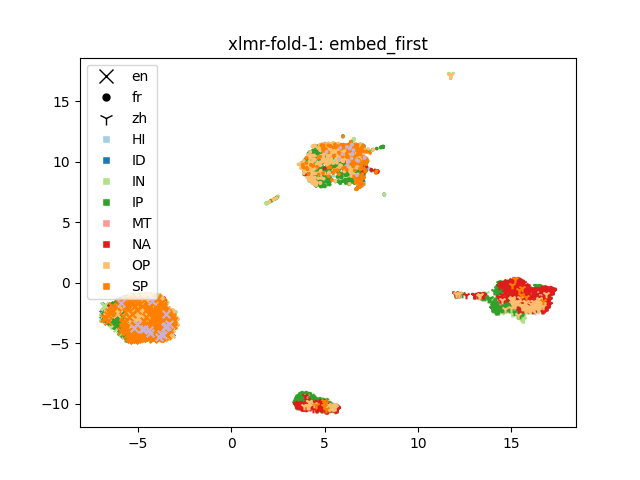 xlmr-fold-1: embed_first
en
fr
zh
HI
ID
IN
IP
MT
NA
OP
SP
15
10
5
0
−5
−10
−5
0
5
10
15